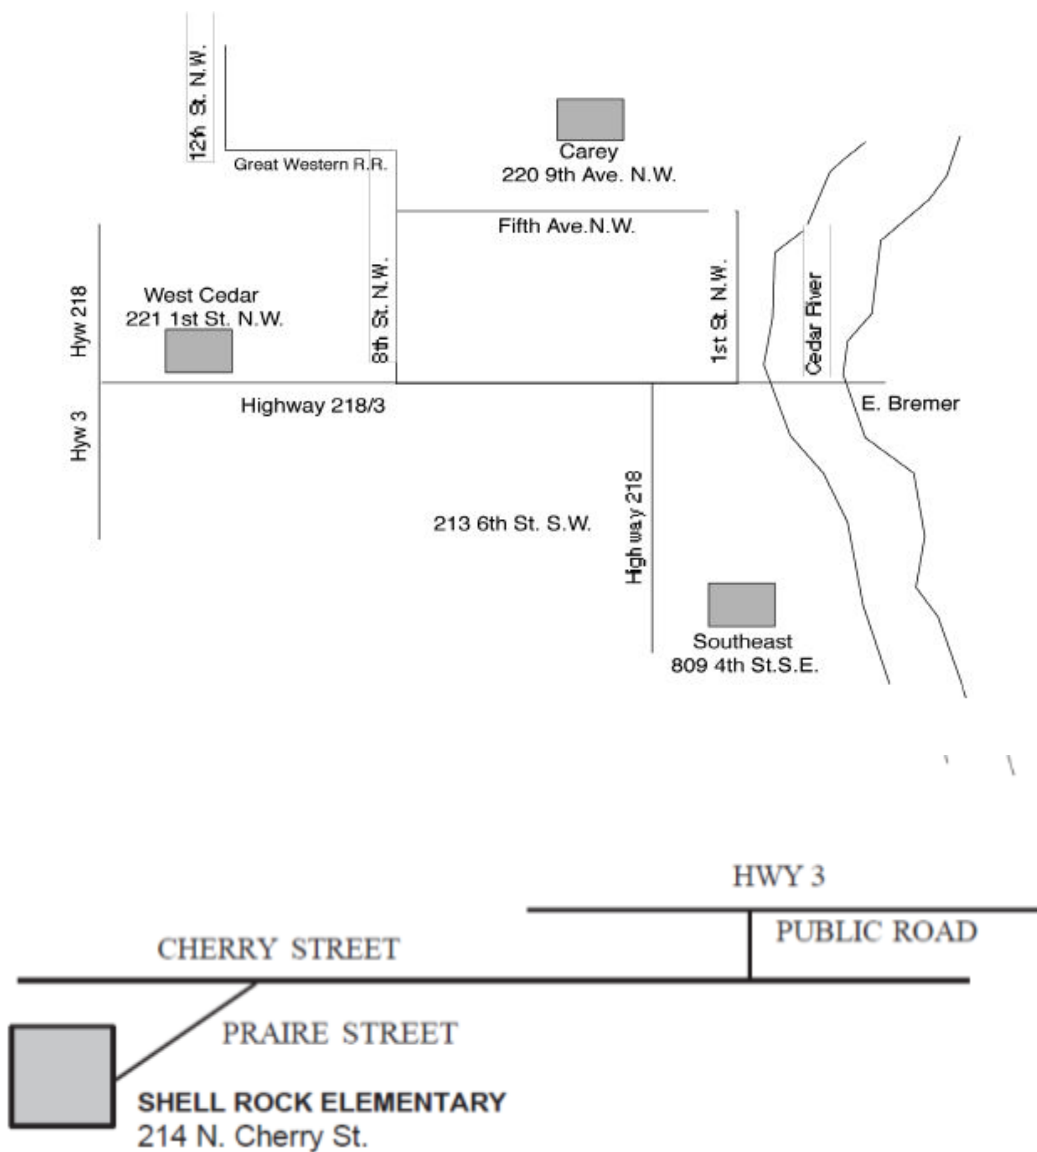 12th St. N.W.
Great Western R.R.
Carey
220 9th Ave. N.W.
Fifth Ave.N.W.
Hyw 218
West Cedar
221 1st St. N.W.
8th St. N.W.
1st St. N.W.
Cedar River
Hyw 3
Highway 218/3
E. Bremer
213 6th St. S.W.
Highway 218
Southeast
809 4th St.S.E.
HWY 3
PUBLIC ROAD
CHERRY STREET
PRAIRE STREET
SHELL ROCK ELEMENTARY
214 N. Cherry St.